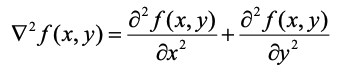 ∇²f(x,y) = ∂²f(x,y)/∂x² + ∂²f(x,y)/∂y²